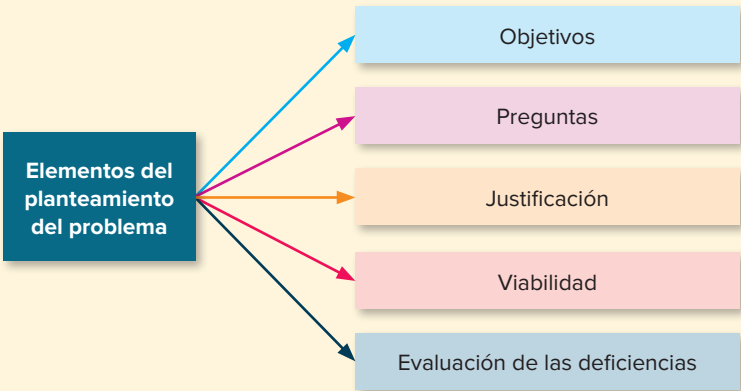 Elementos del
planteamiento
del problema
Objetivos
Preguntas
Justificación
Viabilidad
Evaluación de las deficiencias